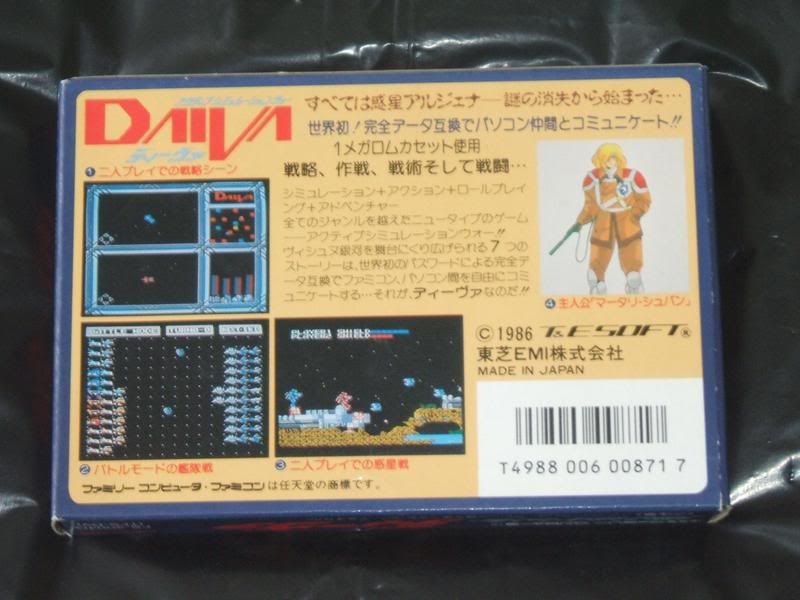 DAIVA
ディーヴァ
すべては惑星アルジェナ―謎の消失から始まった…
世界初!完全データ互換でパソコン仲間とコミュニケート!!
1メガロムカセット使用
戦略、作戦、戦術そして戦闘…
❶ 二人プレイでの戦略シーン
DAIVA
シミュレーション+アクション+ロールプレイ
ング+アドベンチャー
全てのジャンルを越えたニュータイプのゲーム
――アクティブシミュレーションウォー!!
ヴィシュヌ銀河を舞台にくり広げられる7つの
ストーリーは、世界初のパスワードによる完全デ
ータ互換でファミコン、パソコン間を自由にコミ
ュニケートする…それが、ディーヴァなのだ!!
❹ 主人公「マータリ・シュバン」
BATTLE MODE
PLAYER1 SHIELD
PLAYER2 SHIELD
❷ バトルモードの艦隊戦
❸ 二人プレイでの惑星戦
©1986 T&E SOFT®
東芝EMI株式会社
MADE IN JAPAN
T4988 006 00871 7
ファミリーコンピュータ・ファミコンは任天堂の商標です。